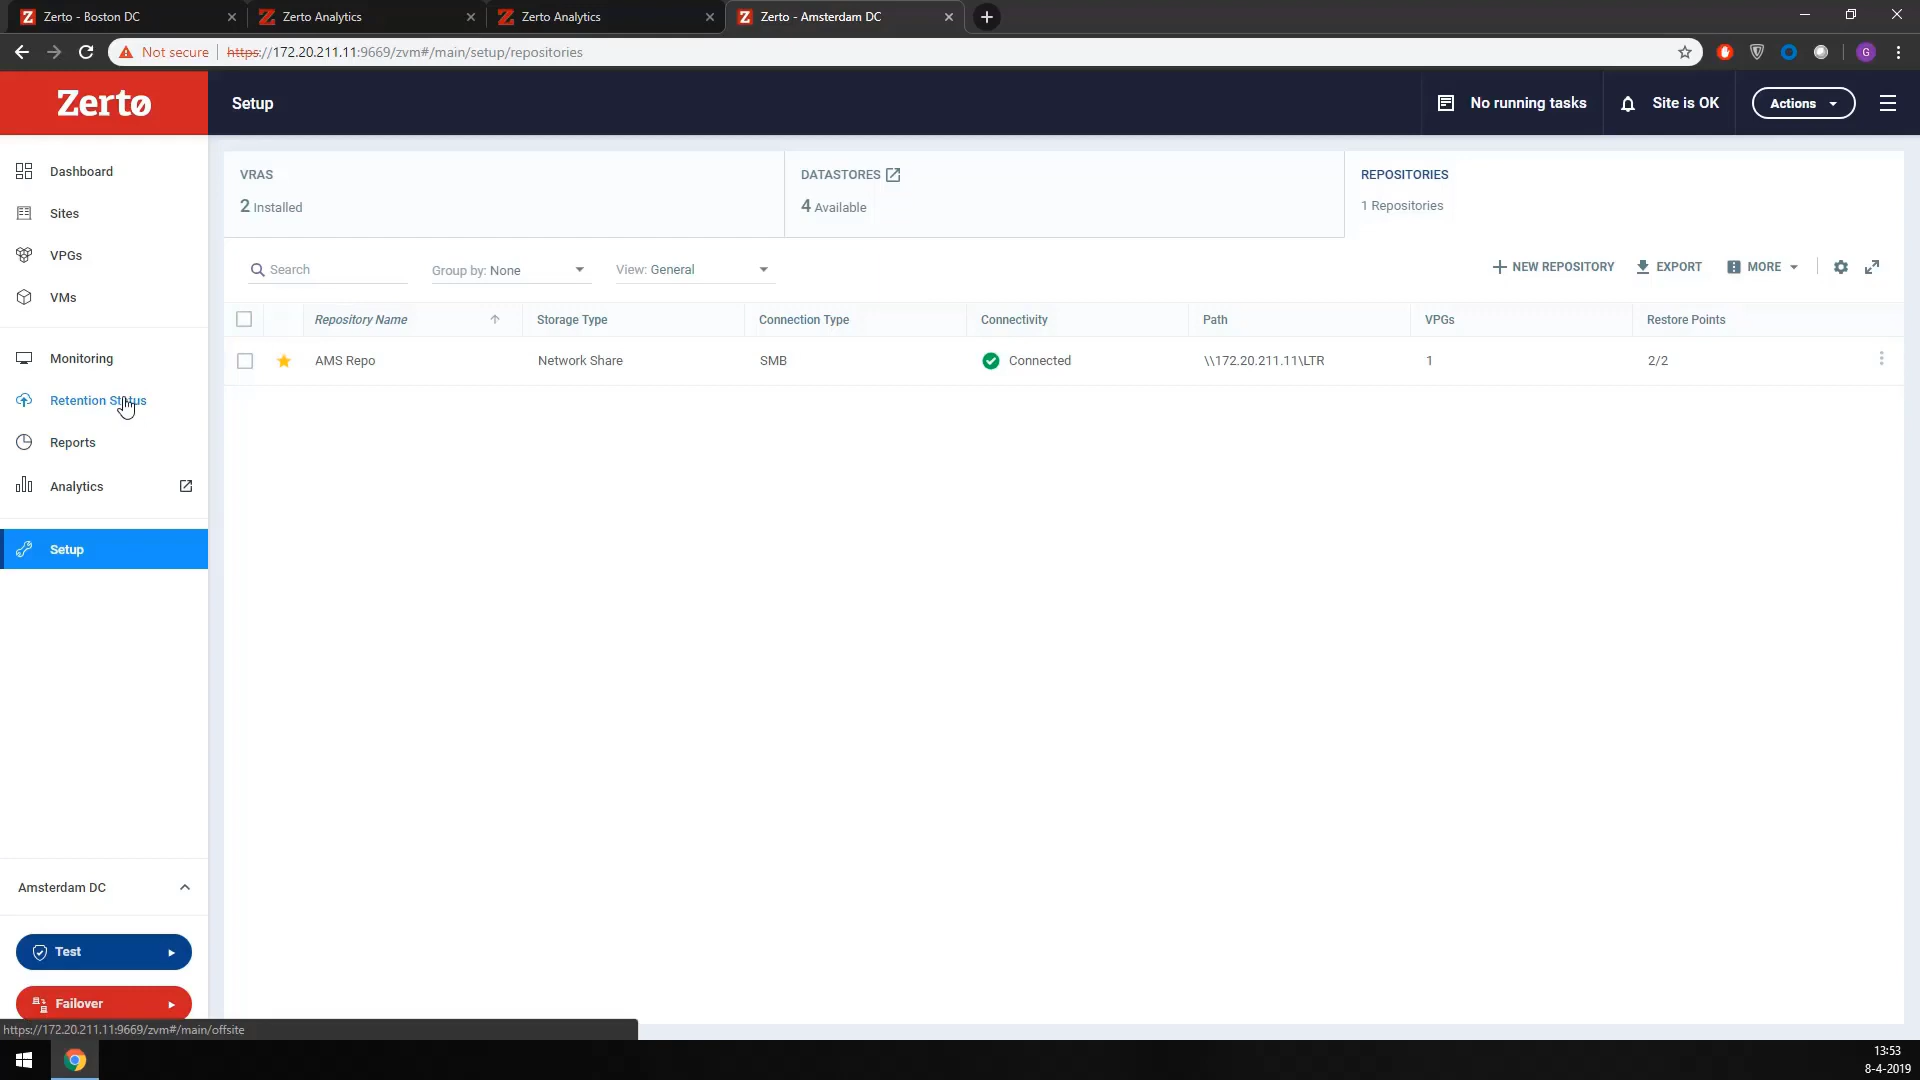 Zerto - Boston DC
Zerto Analytics
Zerto Analytics
Zerto - Amsterdam DC
Not secure
https://172.20.211.11:9669/zvm#/main/setup/repositories
G
Zerto
Setup
No running tasks
Site is OK
Actions
Dashboard
Sites
VPGs
VMs
Monitoring
Retention Status
Reports
Analytics
Setup
VRAS
2 Installed
DATASTORES
4 Available
REPOSITORIES
1 Repositories
Search
Group by: None
View: General
NEW REPOSITORY
EXPORT
MORE
Repository Name
Storage Type
Connection Type
Connectivity
Path
VPGs
Restore Points
AMS Repo
Network Share
SMB
Connected
\\172.20.211.11\LTR
1
2/2
Amsterdam DC
Test
Failover
https://172.20.211.11:9669/zvm#/main/offsite
13:53
8-4-2019